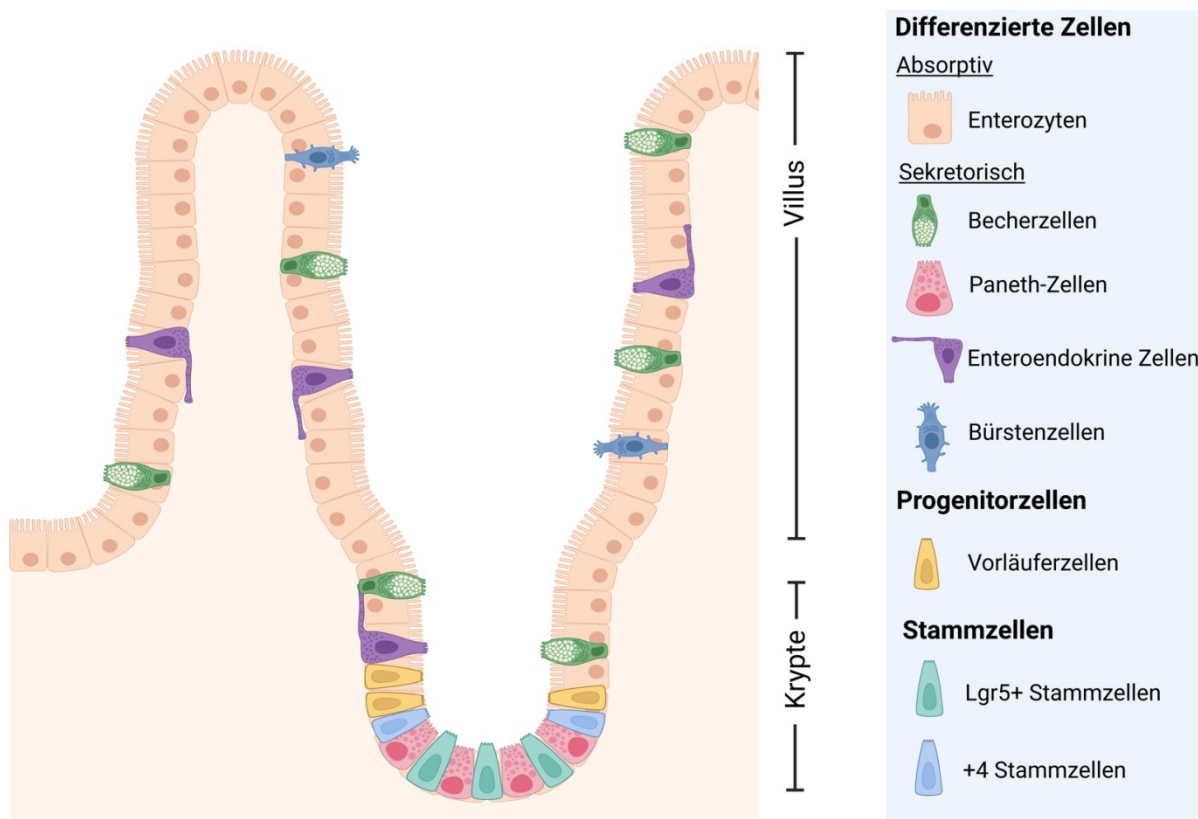 Villus
Krypte
Differenzierte Zellen
Absorptiv
Enterozyten
Sekretorisch
Becherzellen
Paneth-Zellen
Enteroendokrine Zellen
Bürstenzellen
Progenitorzellen
Vorläuferzellen
Stammzellen
Lgr5+ Stammzellen
+4 Stammzellen